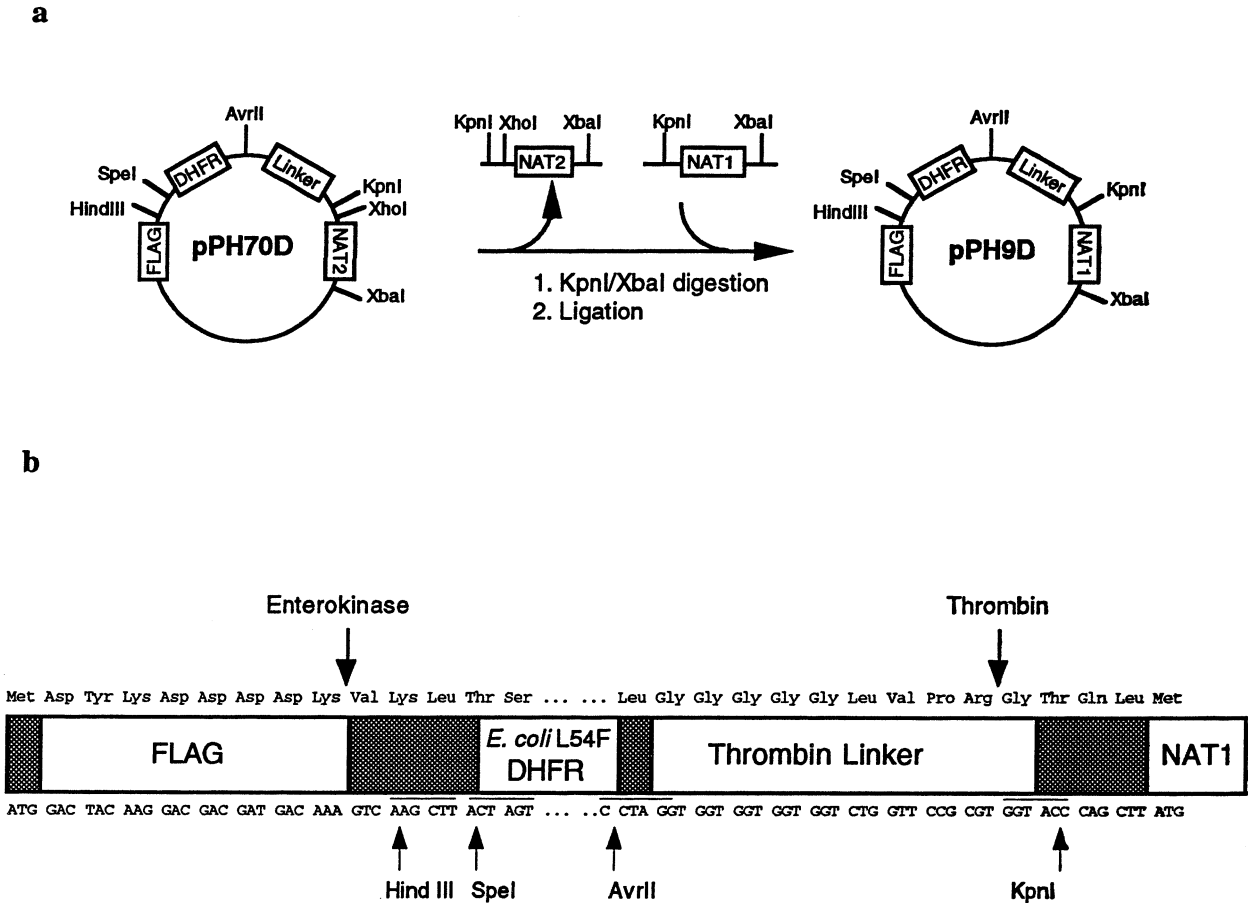 a
AvrII
DHFR
Linker
SpeI
HindIII
KpnI
XhoI
FLAG
pPH70D
NAT2
XbaI
KpnI XhoI XbaI
NAT2
KpnI XbaI
NAT1
1. KpnI/XbaI digestion
2. Ligation
AvrII
DHFR
Linker
SpeI
HindIII
KpnI
FLAG
pPH9D
NAT1
XbaI
b
Enterokinase Thrombin
Met Asp Tyr Lys Asp Asp Asp Asp Lys Val Lys Leu Thr Ser ... ... Leu Gly Gly Gly Gly Gly Leu Val Pro Arg Gly Thr Gln Leu Met
FLAG
E. coli L54F
DHFR
Thrombin Linker
NAT1
ATG GAC TAC AAG GAC GAC GAT GAC AAA GTC AAG CTT ACT AGT ... ..C CTA GGT GGT GGT GGT GGT CTG GTT CCG CGT GGT ACC CAG CTT ATG
Hind III SpeI AvrII KpnI